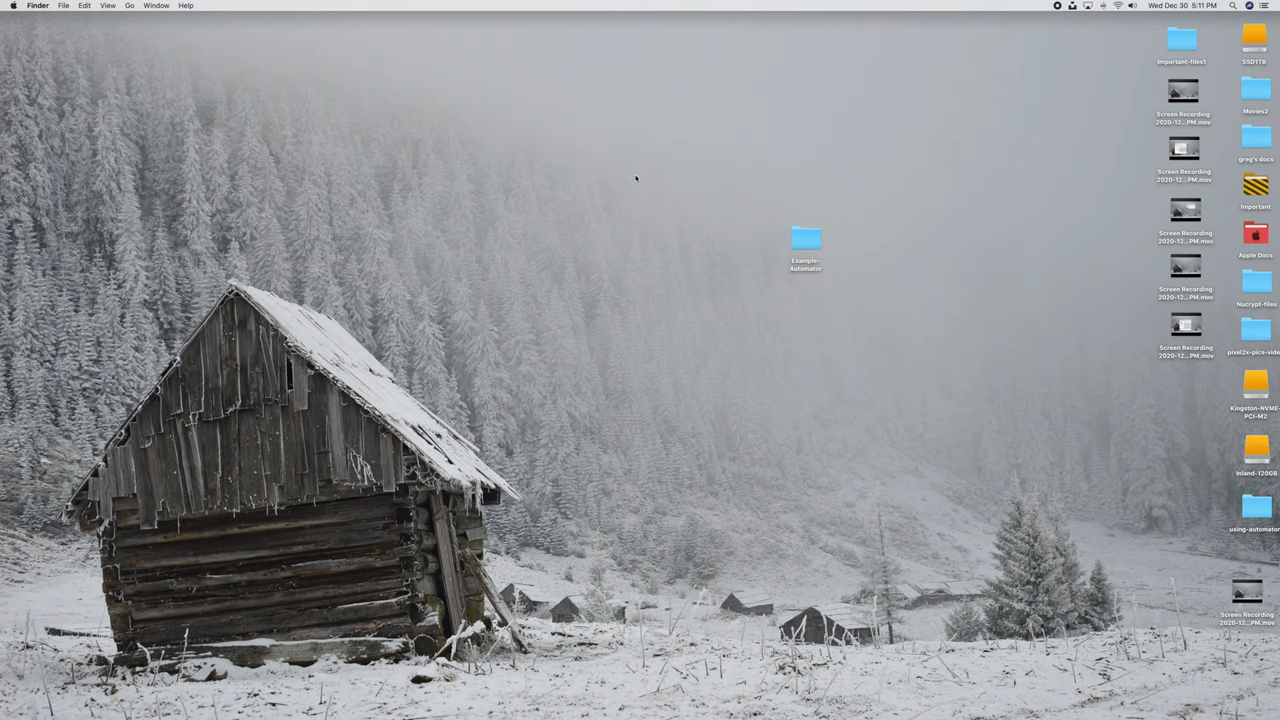 Finder File Edit View Go Window Help Wed Dec 30 5:11 PM
Important-files1
SSD1TB
Screen Recording
2020-12...PM.mov
Movies2
Screen Recording
2020-12...PM.mov
greg's docs
Important
Screen Recording
2020-12...PM.mov
Apple Docs
Example-
Automator
Screen Recording
2020-12...PM.mov
Nucrypt-files
Screen Recording
2020-12...PM.mov
pixel2x-pics-vide
Kingston-NVME-
PCI-M2
Inland-120GB
using-automator
Screen Recording
2020-12...PM.mov